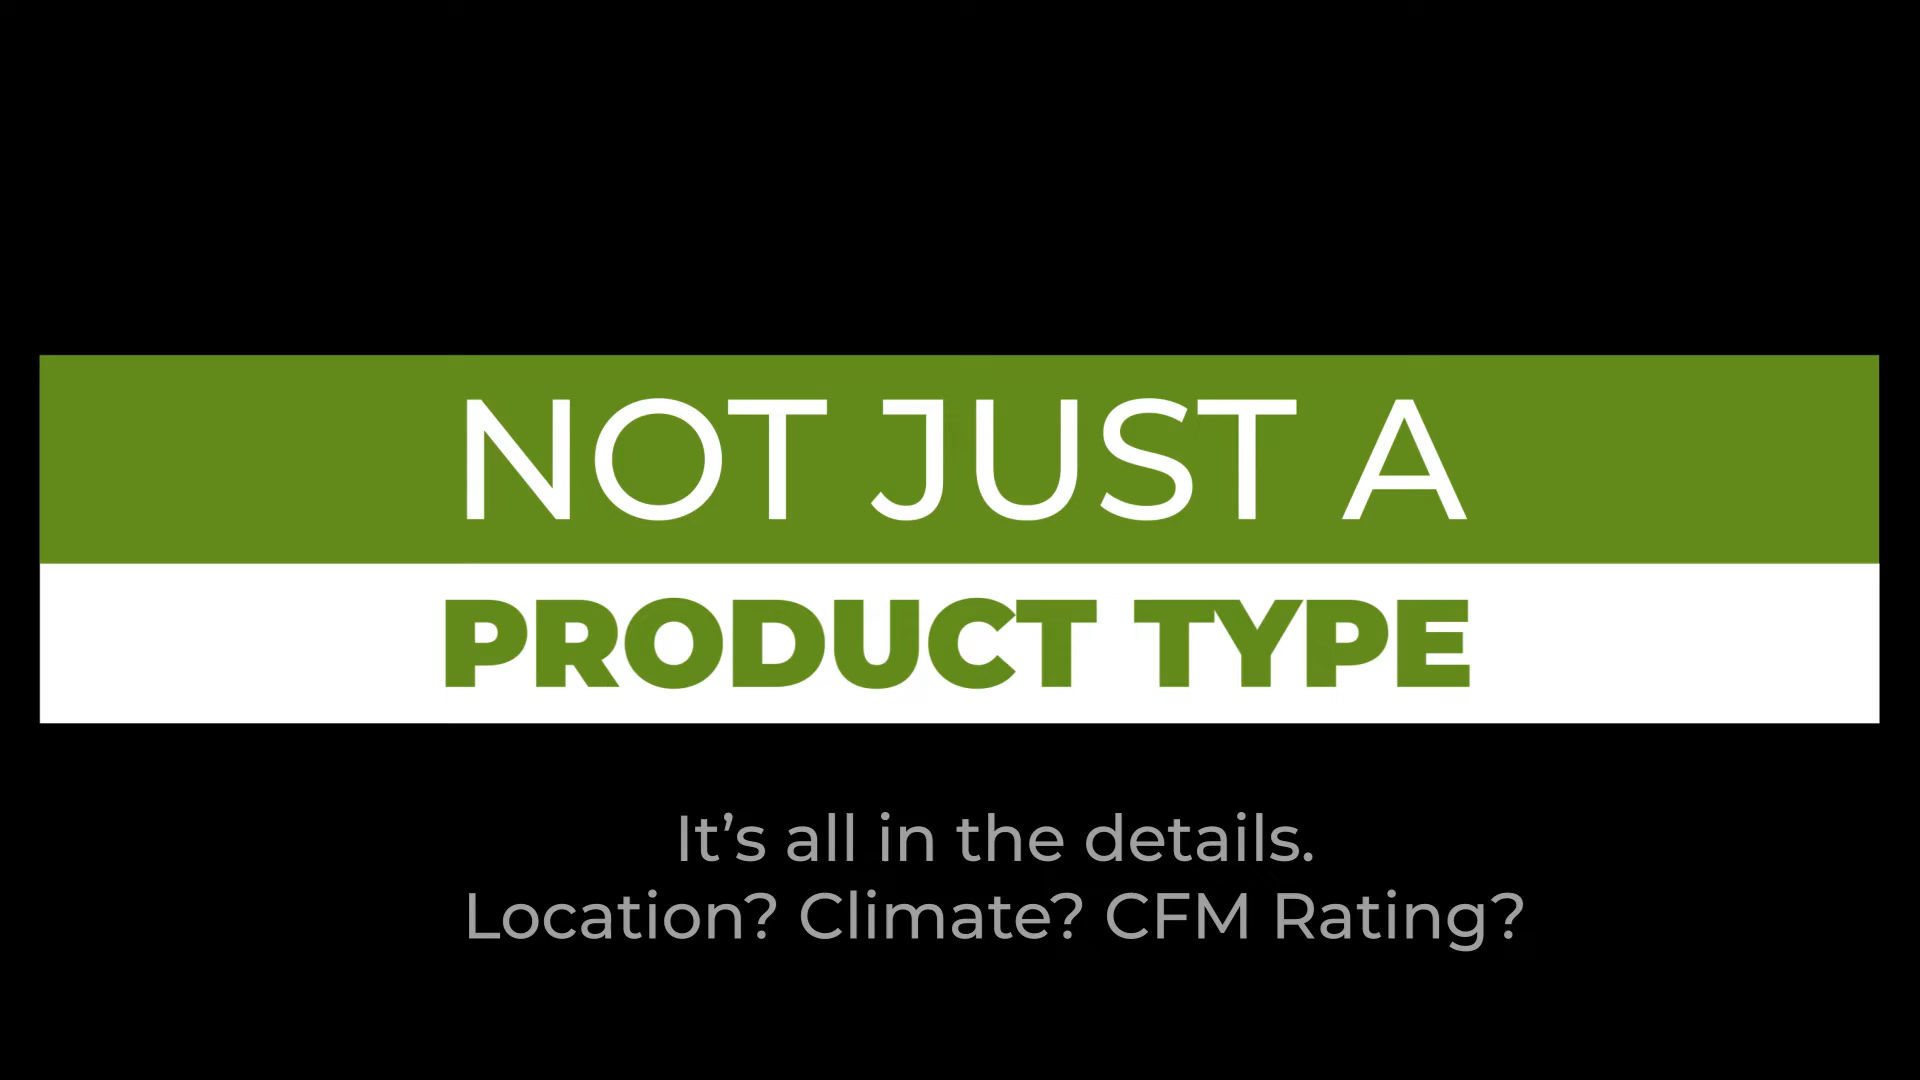 NOT JUST A
PRODUCT TYPE
It’s all in the details.
Location? Climate? CFM Rating?